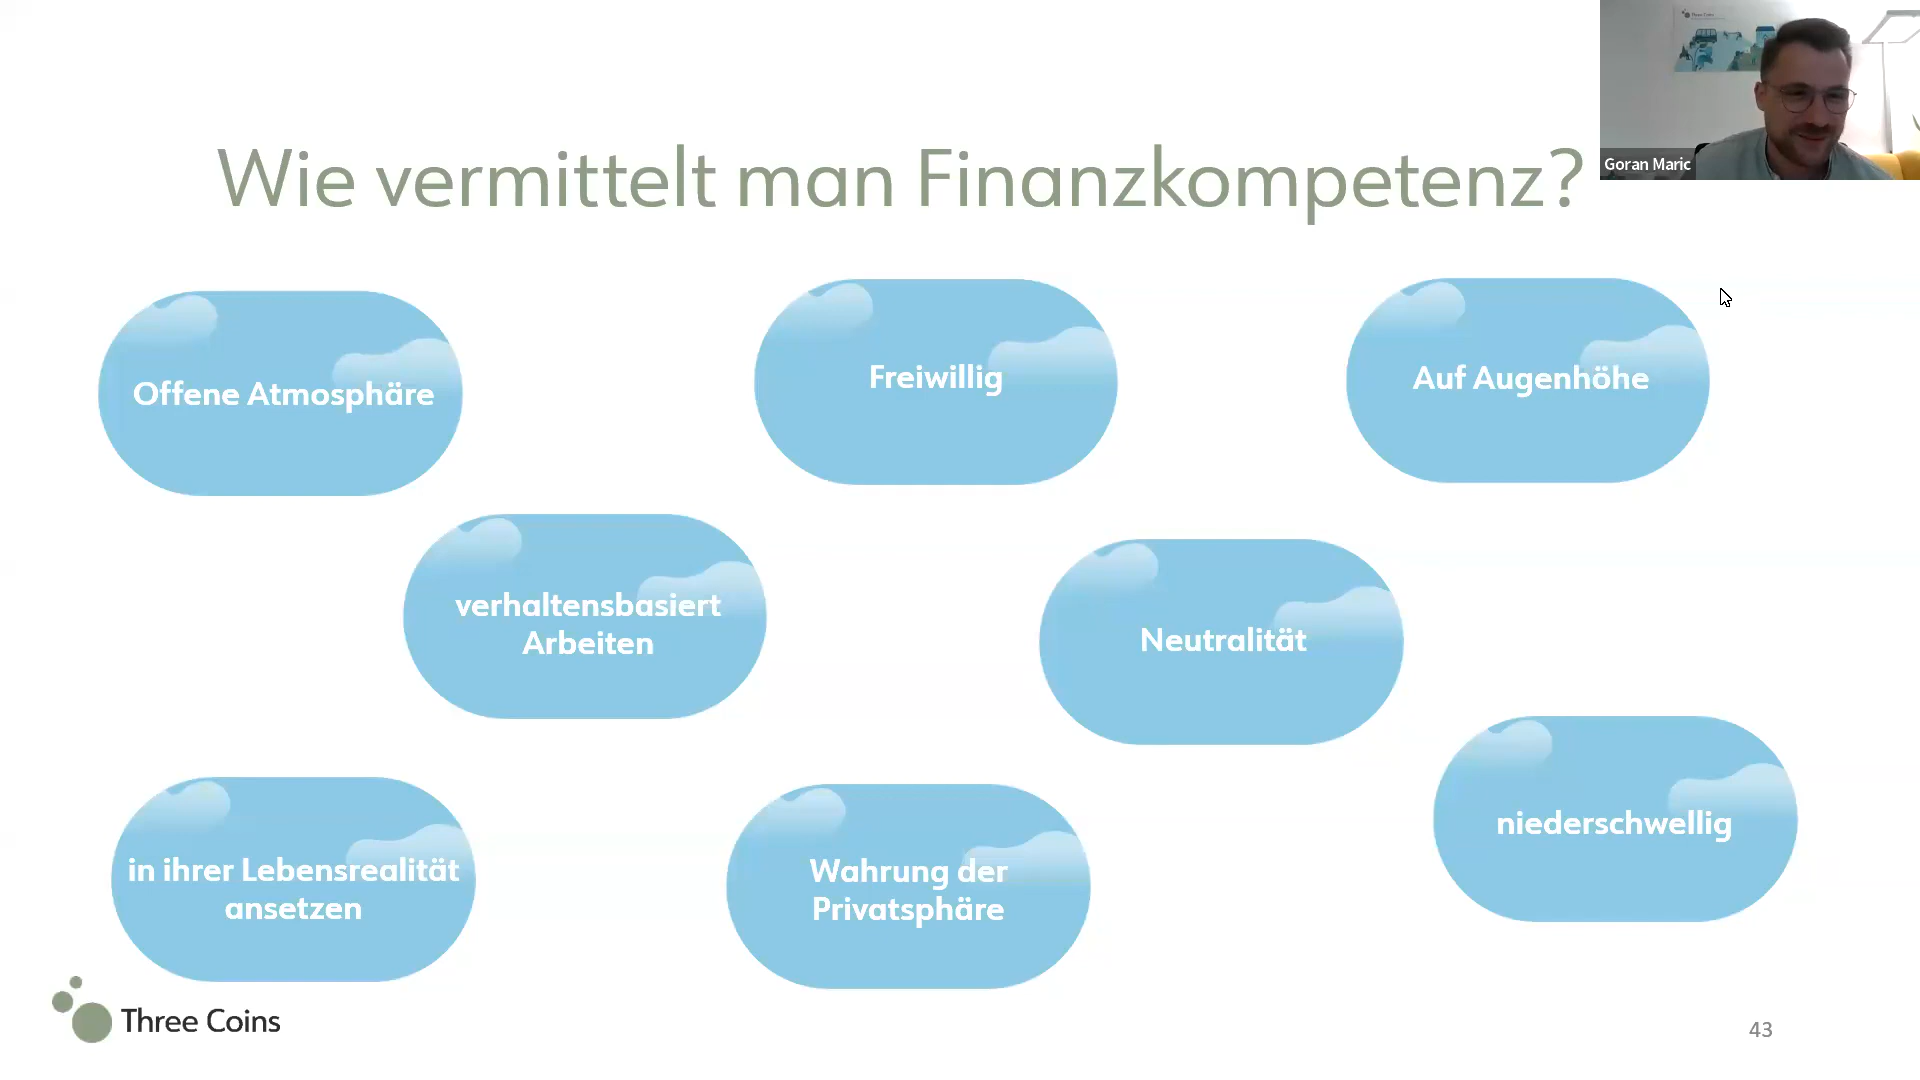 Wie vermittelt man Finanzkompetenz?
Goran Maric
Offene Atmosphäre
Freiwillig
Auf Augenhöhe
verhaltensbasiert
Arbeiten
Neutralität
niederschwellig
in ihrer Lebensrealität
ansetzen
Wahrung der
Privatsphäre
Three Coins
43